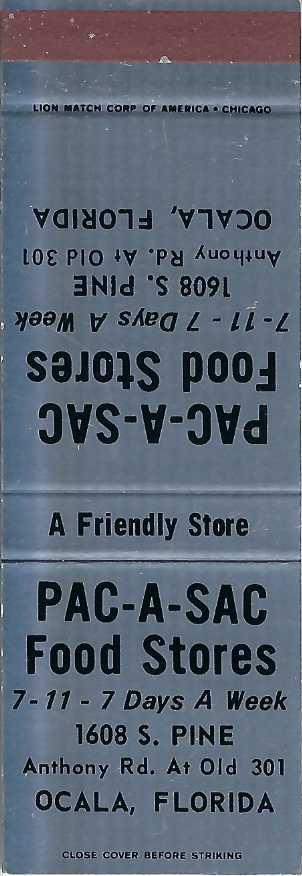 LION MATCH CORP OF AMERICA • CHICAGO
PAC-A-SAC
Food Stores
7-11 - 7 Days A Week
1608 S. PINE
Anthony Rd. At Old 301
OCALA, FLORIDA
A Friendly Store
PAC-A-SAC
Food Stores
7-11 - 7 Days A Week
1608 S. PINE
Anthony Rd. At Old 301
OCALA, FLORIDA
CLOSE COVER BEFORE STRIKING